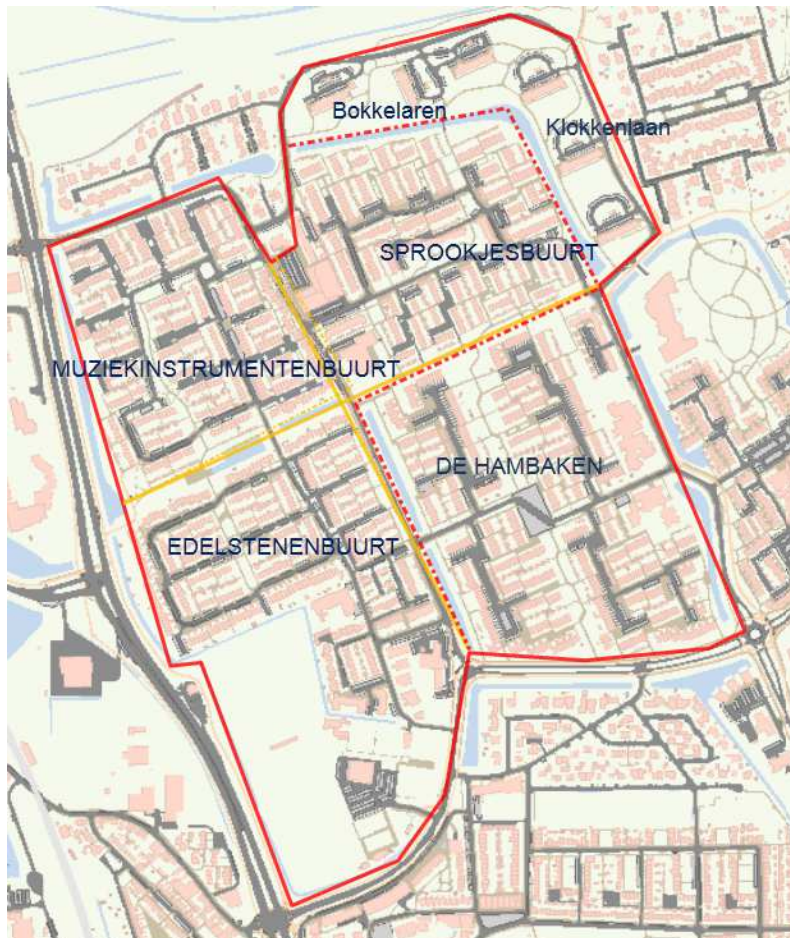 Bokkelaren
Klokkenlaan
SPROOKJESBUURT
MUZIEKINSTRUMENTENBUURT
DE HAMBAKEN
EDELSTENENBUURT